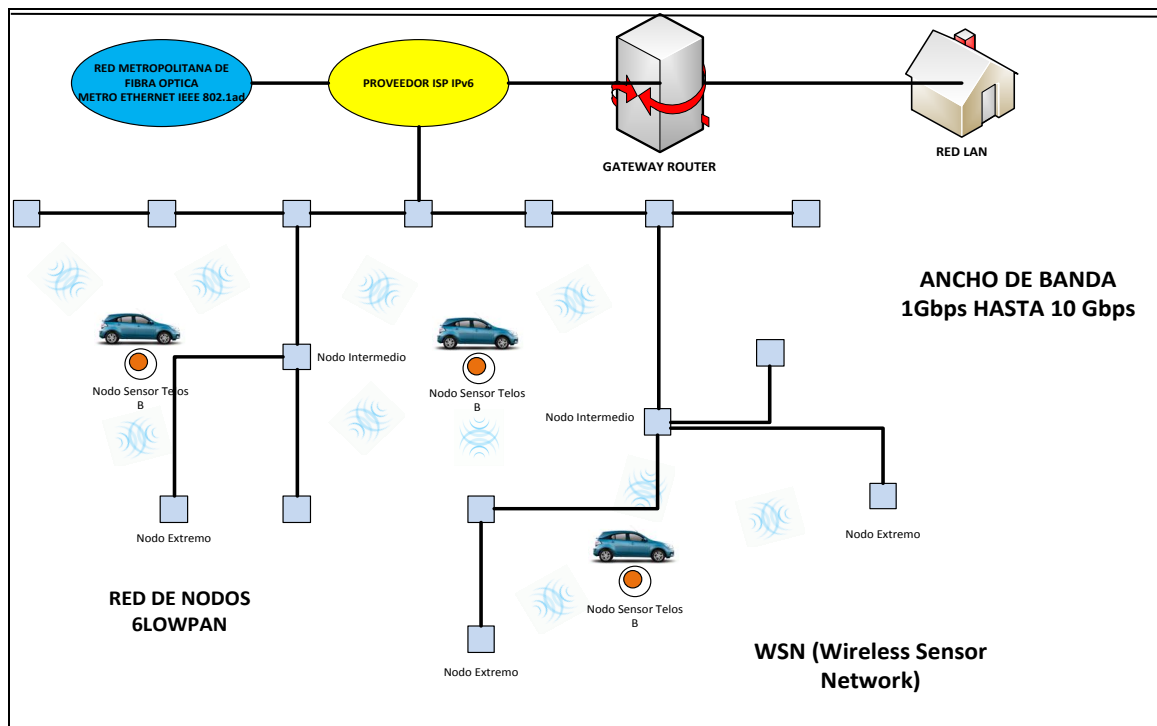 RED METROPOLITANA DE
FIBRA OPTICA
METRO ETHERNET IEEE 802.1ad
PROVEEDOR ISP IPv6
GATEWAY ROUTER
RED LAN
ANCHO DE BANDA
1Gbps HASTA 10 Gbps
Nodo Intermedio
Nodo Sensor Telos
B
Nodo Sensor Telos
B
Nodo Intermedio
Nodo Extremo
Nodo Extremo
RED DE NODOS
6LOWPAN
Nodo Sensor Telos
B
Nodo Extremo
WSN (Wireless Sensor
Network)